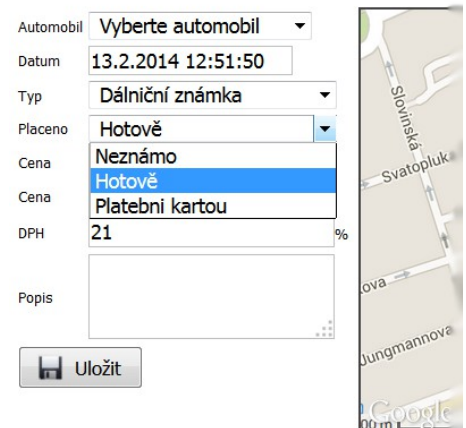 Automobil Vyberte automobil
Datum 13.2.2014 12:51:50
Typ Dálniční známka
Placeno Hotově
Cena Neznámo
Hotově
Cena Platebni kartou
DPH 21 %
Popis
Uložit
Slovinská
Svatopluk
ova
Jungmannova
Google
00 m